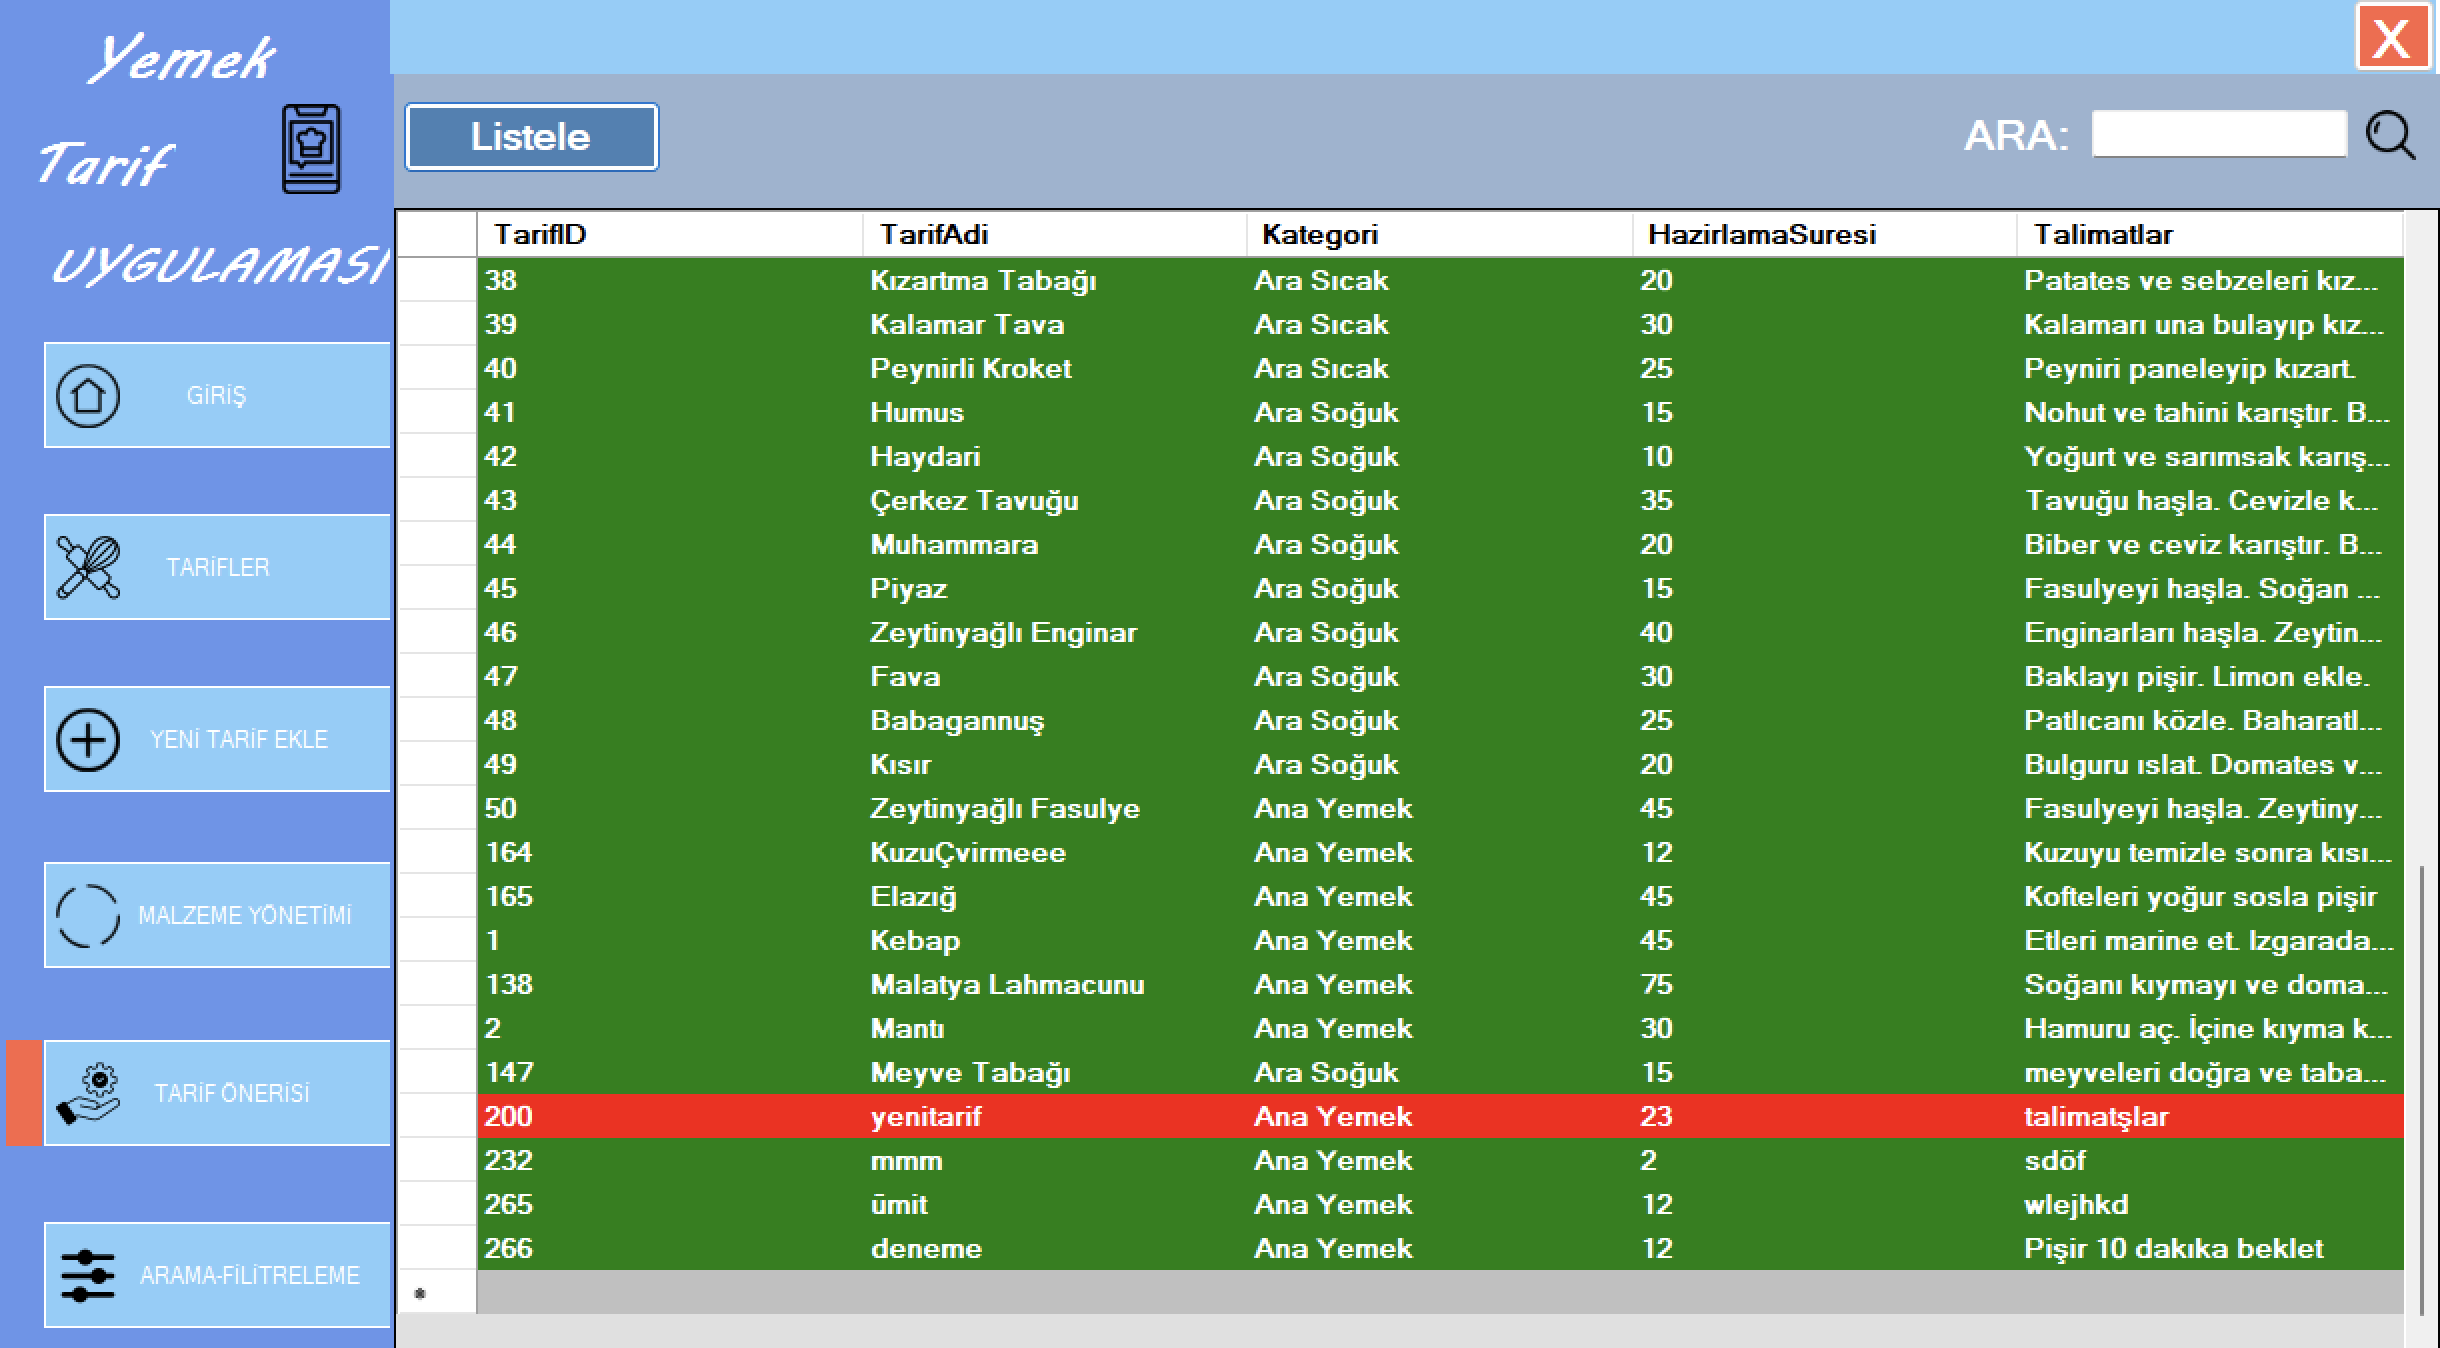 Yemek
Tarif
UYGULAMASI
X
Listele
ARA:
GİRİŞ
TARİFLER
YENİ TARİF EKLE
MALZEME YÖNETİMİ
TARİF ÖNERİSİ
ARAMA-FİLİTRELEME
TarifID TarifAdi Kategori HazirlamaSuresi Talimatlar
38 Kızartma Tabağı Ara Sıcak 20 Patates ve sebzeleri kız...
39 Kalamar Tava Ara Sıcak 30 Kalamarı una bulayıp kız...
40 Peynirli Kroket Ara Sıcak 25 Peyniri paneleyip kızart.
41 Humus Ara Soğuk 15 Nohut ve tahini karıştır. B...
42 Haydari Ara Soğuk 10 Yoğurt ve sarımsak karış...
43 Çerkez Tavuğu Ara Soğuk 35 Tavuğu haşla. Cevizle k...
44 Muhammara Ara Soğuk 20 Biber ve ceviz karıştır. B...
45 Piyaz Ara Soğuk 15 Fasulyeyi haşla. Soğan ...
46 Zeytinyağlı Enginar Ara Soğuk 40 Enginarları haşla. Zeytin...
47 Fava Ara Soğuk 30 Baklayı pişir. Limon ekle.
48 Babagannuş Ara Soğuk 25 Patlıcanı közle. Baharatl...
49 Kısır Ara Soğuk 20 Bulguru ıslat. Domates v...
50 Zeytinyağlı Fasulye Ana Yemek 45 Fasulyeyi haşla. Zeytiny...
164 KuzuÇvirmeee Ana Yemek 12 Kuzuyu temizle sonra kısı...
165 Elazığ Ana Yemek 45 Kofteleri yoğur sosla pişir
1 Kebap Ana Yemek 45 Etleri marine et. Izgarada...
138 Malatya Lahmacunu Ana Yemek 75 Soğanı kıymayı ve doma...
2 Mantı Ana Yemek 30 Hamuru aç. İçine kıyma k...
147 Meyve Tabağı Ara Soğuk 15 meyveleri doğra ve taba...
200 yenitarif Ana Yemek 23 talimatşlar
232 mmm Ana Yemek 2 sdöf
265 ümit Ana Yemek 12 wlejhkd
266 deneme Ana Yemek 12 Pişir 10 dakıka beklet